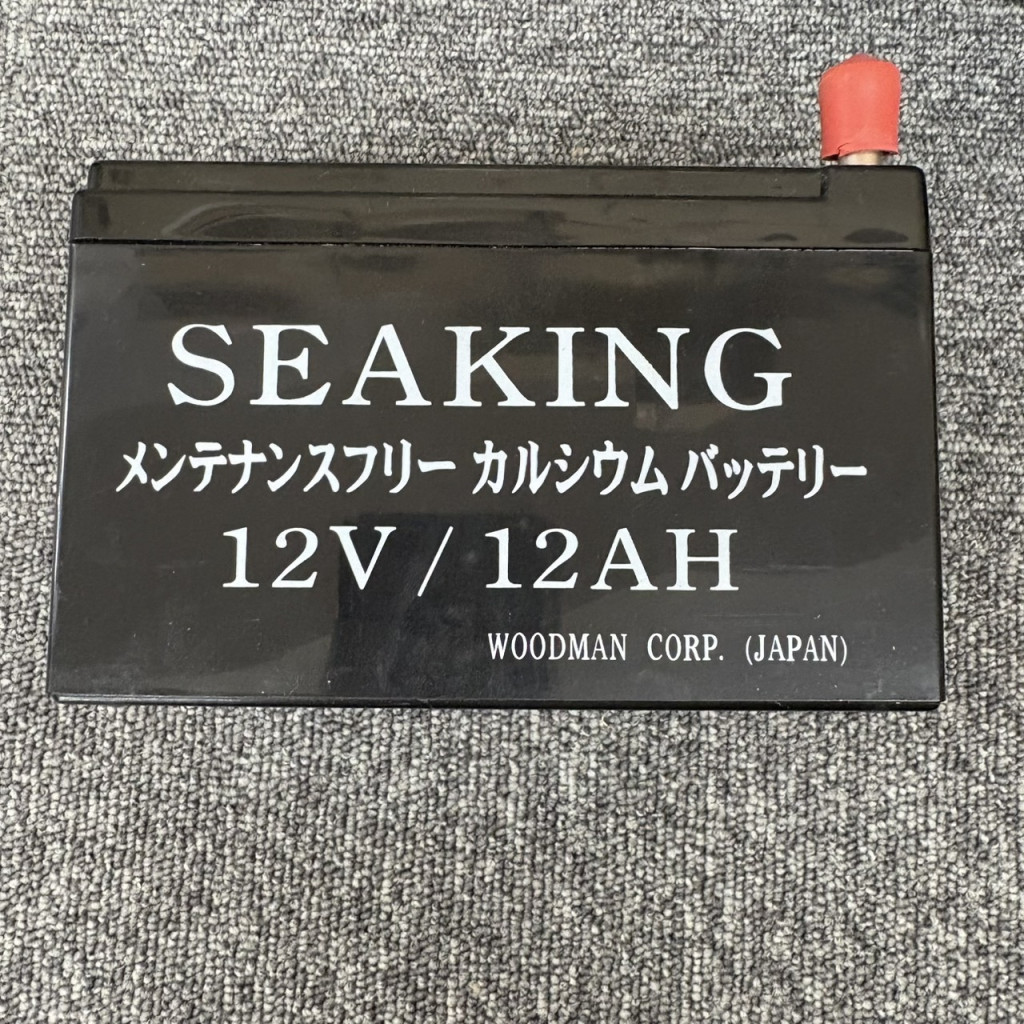 SEAKING
メンテナンスフリー カルシウム バッテリー
12V / 12AH
WOODMAN CORP. (JAPAN)